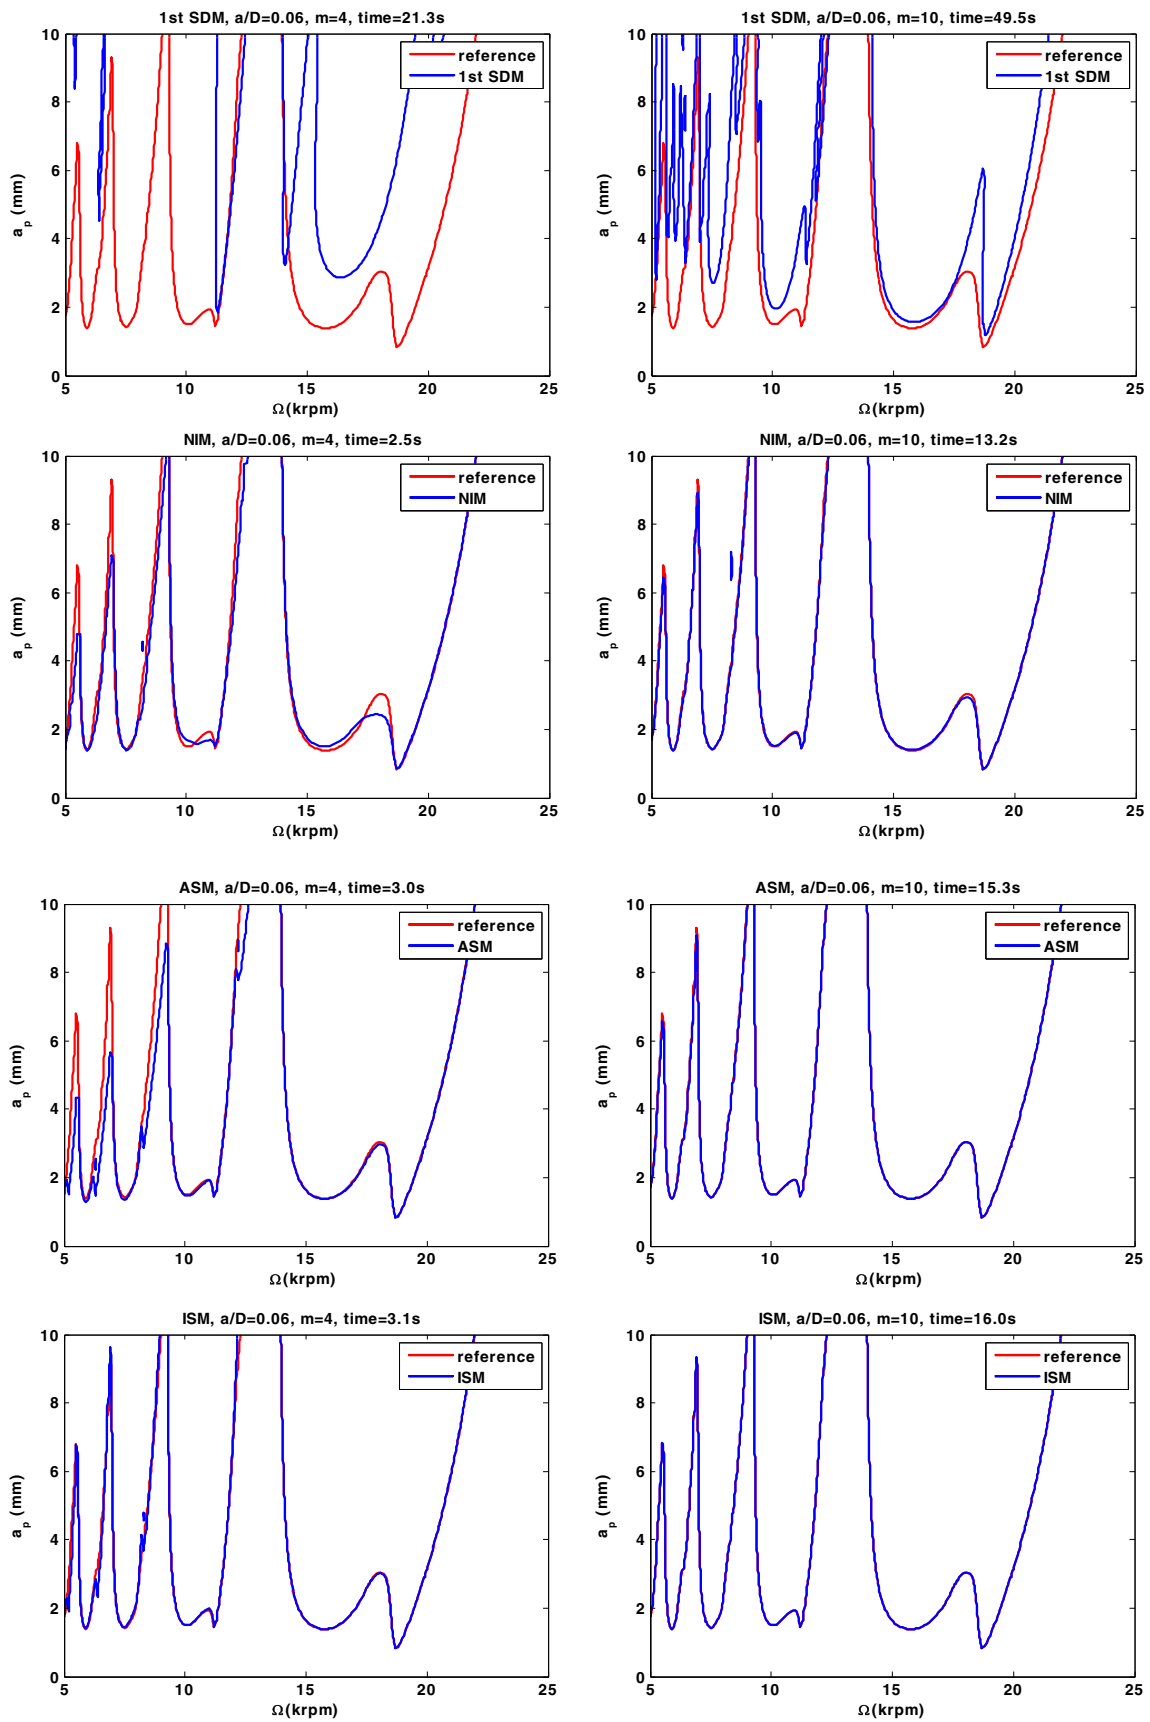 1st SDM, a/D=0.06, m=4, time=21.3s
10
8
6
4
2
0
a_p (mm)
reference
1st SDM
5 10 15 20 25
Ω(krpm)
1st SDM, a/D=0.06, m=10, time=49.5s
10
8
6
4
2
0
a_p (mm)
reference
1st SDM
5 10 15 20 25
Ω(krpm)
NIM, a/D=0.06, m=4, time=2.5s
10
8
6
4
2
0
a_p (mm)
reference
NIM
5 10 15 20 25
Ω(krpm)
NIM, a/D=0.06, m=10, time=13.2s
10
8
6
4
2
0
a_p (mm)
reference
NIM
5 10 15 20 25
Ω(krpm)
ASM, a/D=0.06, m=4, time=3.0s
10
8
6
4
2
0
a_p (mm)
reference
ASM
5 10 15 20 25
Ω(krpm)
ASM, a/D=0.06, m=10, time=15.3s
10
8
6
4
2
0
a_p (mm)
reference
ASM
5 10 15 20 25
Ω(krpm)
ISM, a/D=0.06, m=4, time=3.1s
10
8
6
4
2
0
a_p (mm)
reference
ISM
5 10 15 20 25
Ω(krpm)
ISM, a/D=0.06, m=10, time=16.0s
10
8
6
4
2
0
a_p (mm)
reference
ISM
5 10 15 20 25
Ω(krpm)